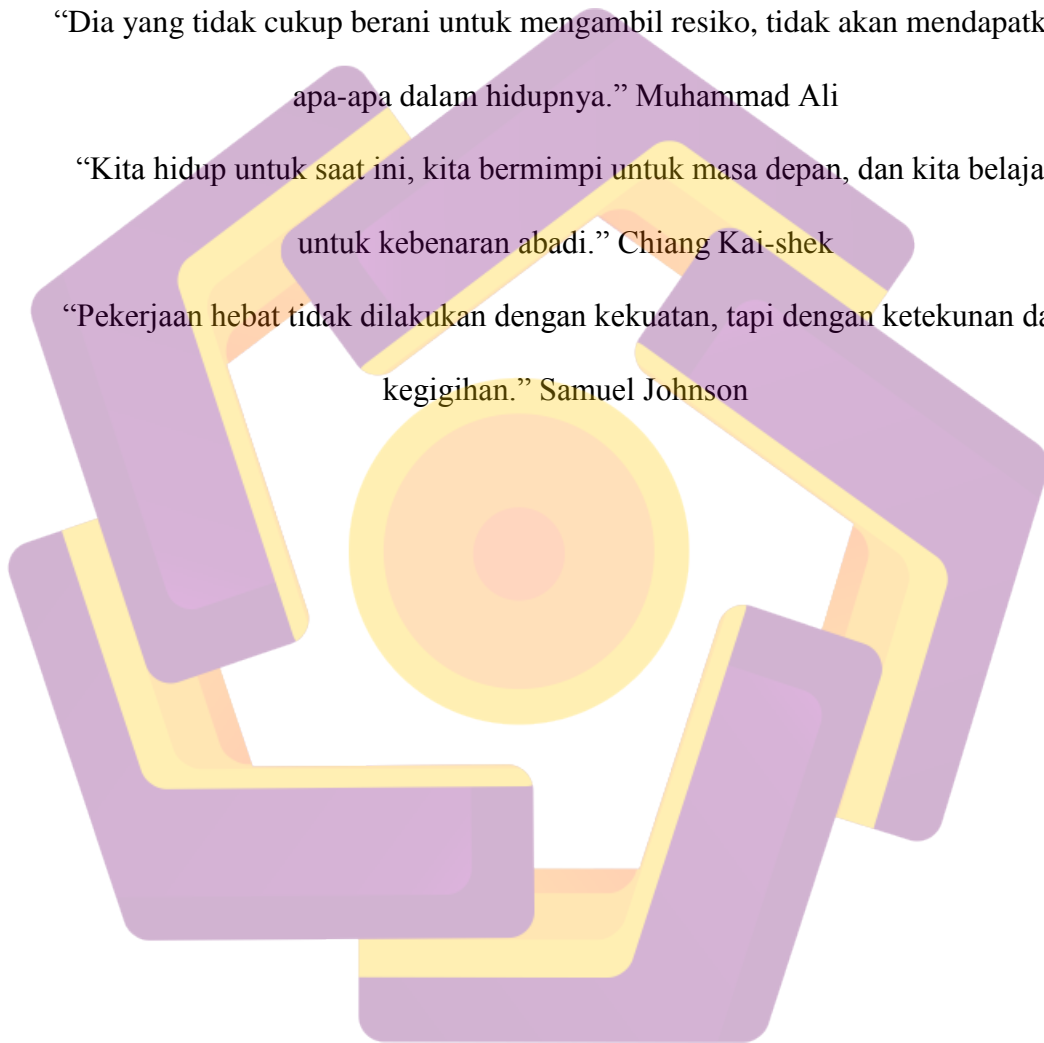 “Dia yang tidak cukup berani untuk mengambil resiko, tidak akan mendapatk
apa-apa dalam hidupnya.” Muhammad Ali
“Kita hidup untuk saat ini, kita bermimpi untuk masa depan, dan kita belaja
untuk kebenaran abadi.” Chiang Kai-shek
“Pekerjaan hebat tidak dilakukan dengan kekuatan, tapi dengan ketekunan da
kegigihan.” Samuel Johnson